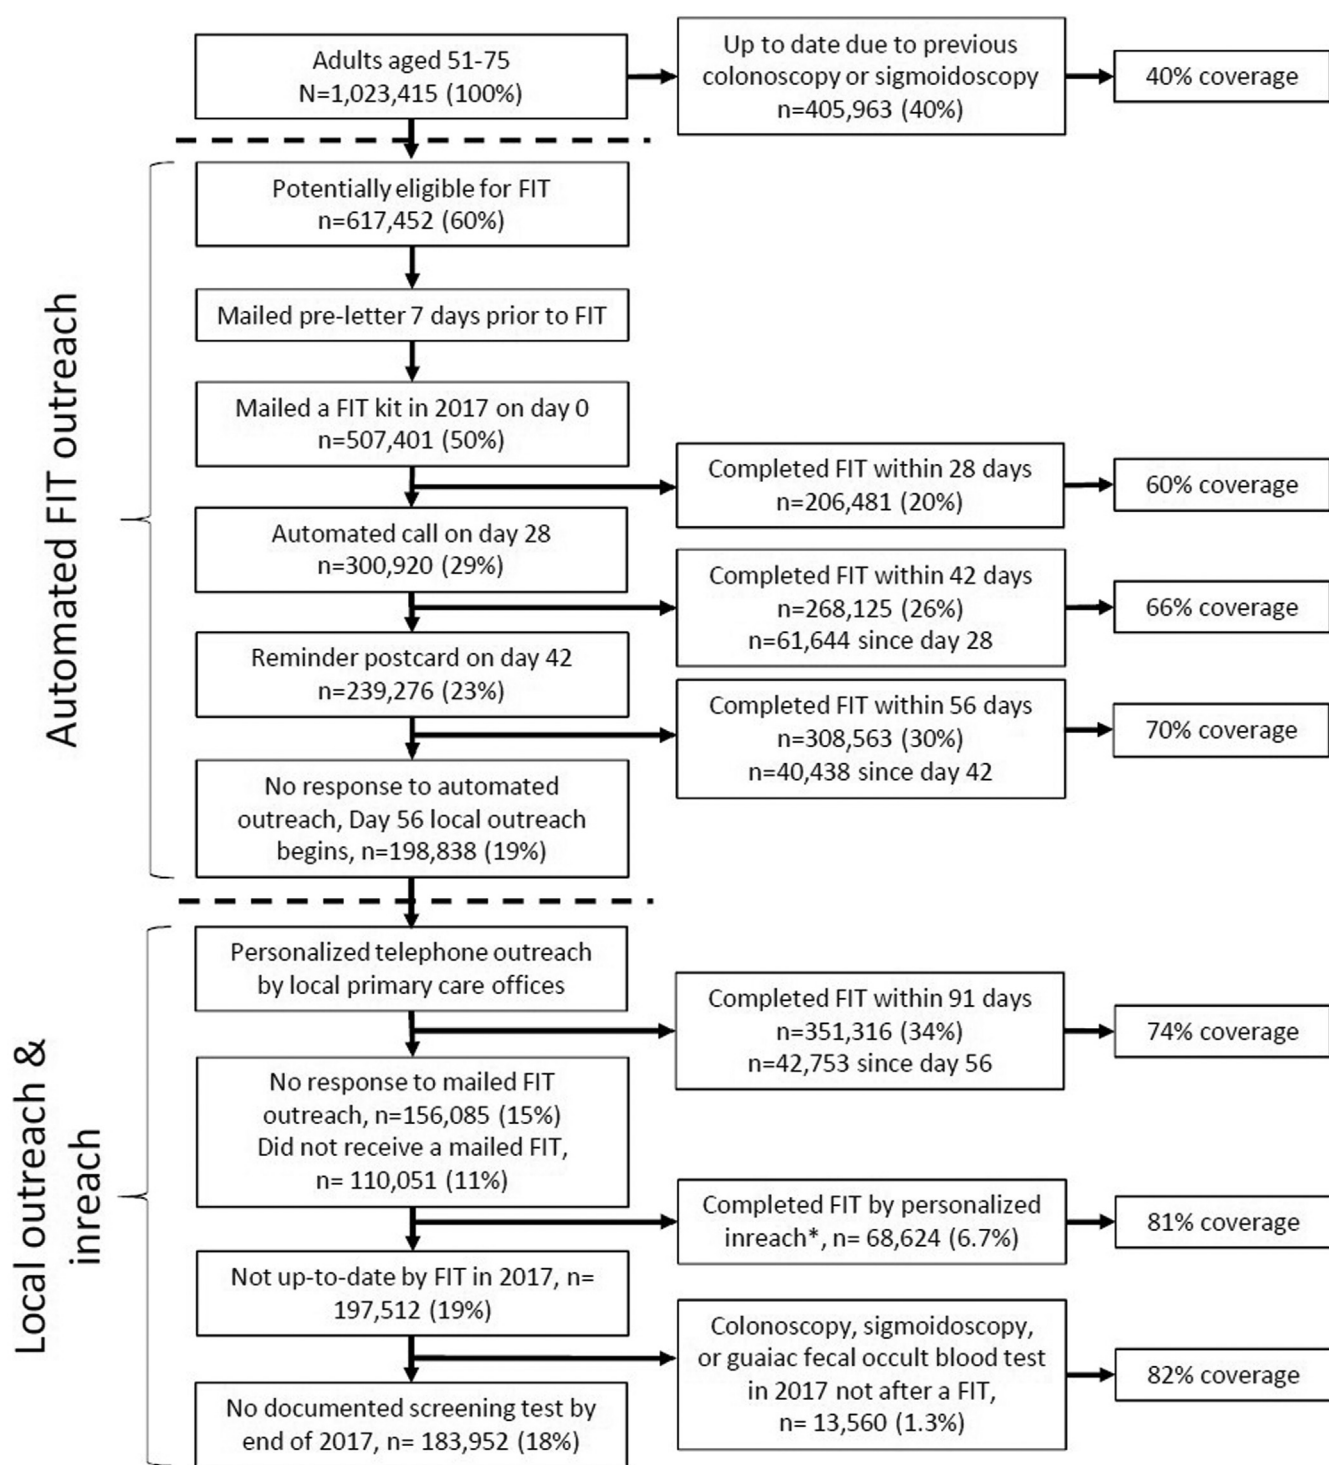 Adults aged 51-75
N=1,023,415 (100%)
Up to date due to previous
colonoscopy or sigmoidoscopy
n=405,963 (40%)
40% coverage
Automated FIT outreach
Potentially eligible for FIT
n=617,452 (60%)
Mailed pre-letter 7 days prior to FIT
Mailed a FIT kit in 2017 on day 0
n=507,401 (50%)
Completed FIT within 28 days
n=206,481 (20%)
60% coverage
Automated call on day 28
n=300,920 (29%)
Completed FIT within 42 days
n=268,125 (26%)
n=61,644 since day 28
66% coverage
Reminder postcard on day 42
n=239,276 (23%)
Completed FIT within 56 days
n=308,563 (30%)
n=40,438 since day 42
70% coverage
No response to automated
outreach, Day 56 local outreach
begins, n=198,838 (19%)
Local outreach &
inreach
Personalized telephone outreach
by local primary care offices
Completed FIT within 91 days
n=351,316 (34%)
n=42,753 since day 56
74% coverage
No response to mailed FIT
outreach, n=156,085 (15%)
Did not receive a mailed FIT,
n= 110,051 (11%)
Completed FIT by personalized
inreach*, n= 68,624 (6.7%)
81% coverage
Not up-to-date by FIT in 2017, n=
197,512 (19%)
Colonoscopy, sigmoidoscopy,
or guaiac fecal occult blood test
in 2017 not after a FIT,
n= 13,560 (1.3%)
82% coverage
No documented screening test by
end of 2017, n= 183,952 (18%)